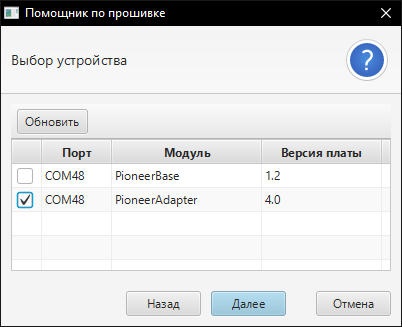 Помощник по прошивке
Выбор устройства
?
Обновить
Порт Модуль Версия платы
COM48 PioneerBase 1.2
COM48 PioneerAdapter 4.0
Назад Далее Отмена